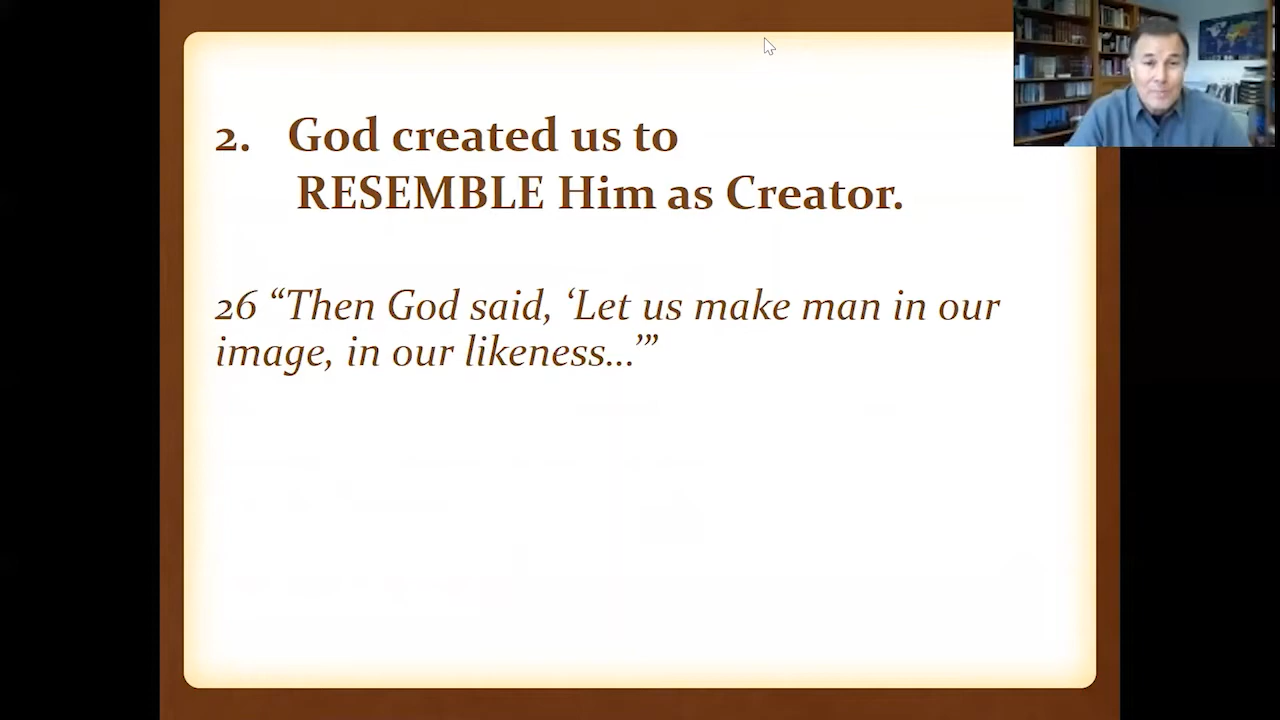 2. God created us to
RESEMBLE Him as Creator.
26 “Then God said, ‘Let us make man in our
image, in our likeness...’”